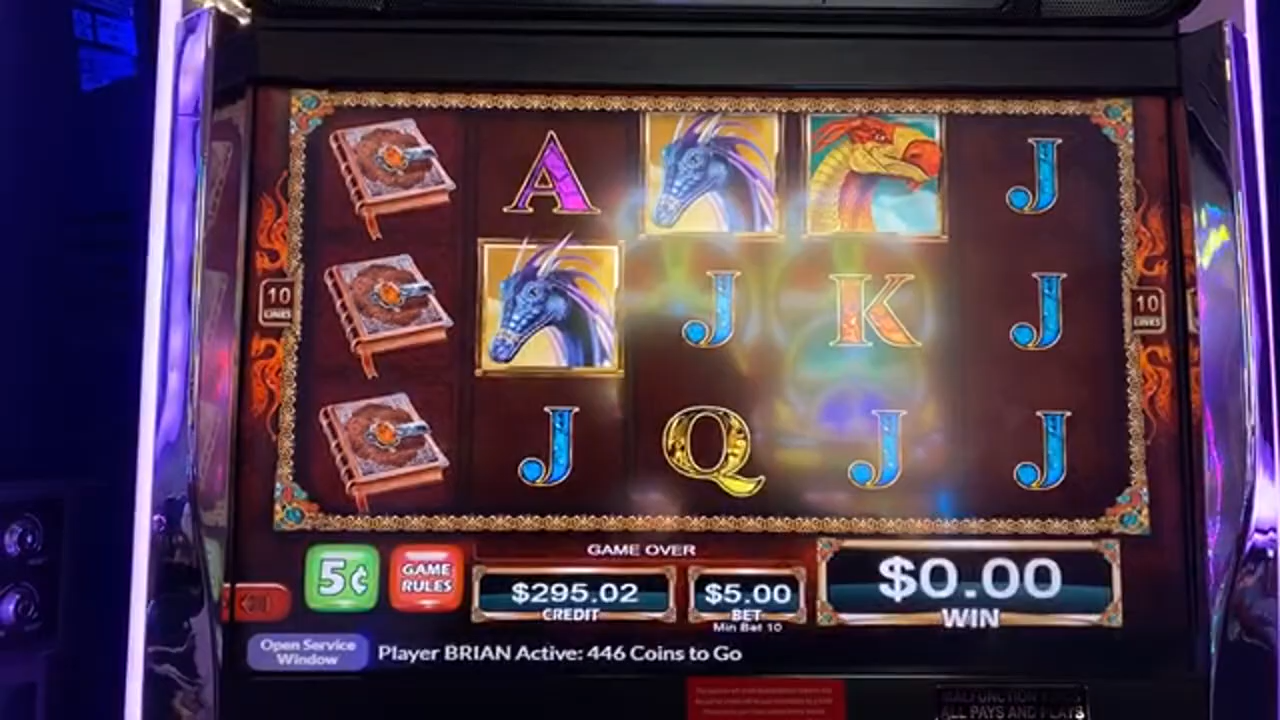 A
J
10
LINES
J
K
J
10
LINES
J
Q
J
J
5¢
GAME
RULES
GAME OVER
$295.02
CREDIT
$5.00
BET
Min Bet 10
$0.00
WIN
Open Service
Window
Player BRIAN Active: 446 Coins to Go
ALL PAYS AND PLAYS